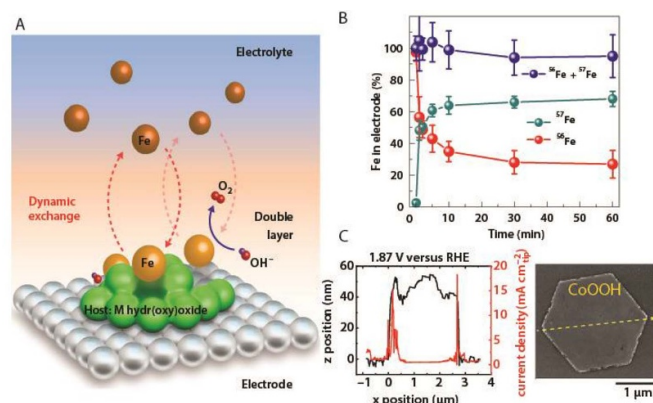 A
Electrolyte
Fe
O2
Dynamic
exchange
Double
layer
OH−
Fe
Host: M hydr(oxy)oxide
Electrode
B
Fe in electrode (%)
100
80
60
40
20
0
56Fe + 57Fe
57Fe
56Fe
0 10 20 30 40 50 60
Time (min)
C
1.87 V versus RHE
z position (nm)
60
40
20
0
-1 0 1 2 3 4
x position (μm)
20
15
10
5
0
current density (mA cm−2 tip)
CoOOH
1 μm